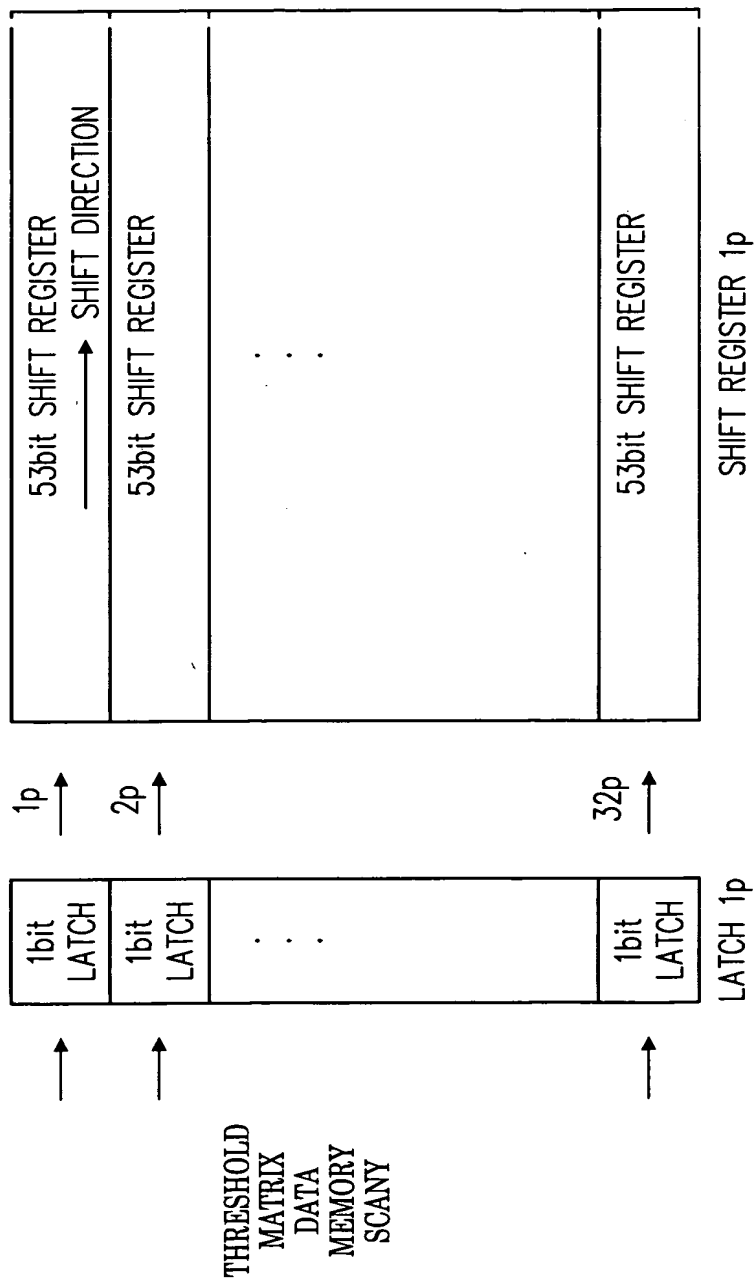 THRESHOLD
MATRIX
DATA
MEMORY
SCANY
1bit
LATCH
1bit
LATCH
. . .
1bit
LATCH
LATCH 1p
1p
2p
32p
53bit SHIFT REGISTER
SHIFT DIRECTION
53bit SHIFT REGISTER
. . .
53bit SHIFT REGISTER
SHIFT REGISTER 1p